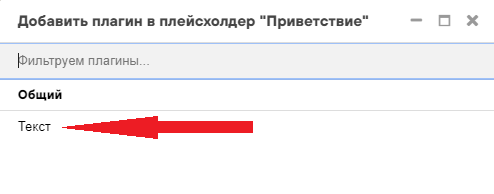 Добавить плагин в плейсхолдер "Приветствие"
Фильтруем плагины...
Общий
Текст